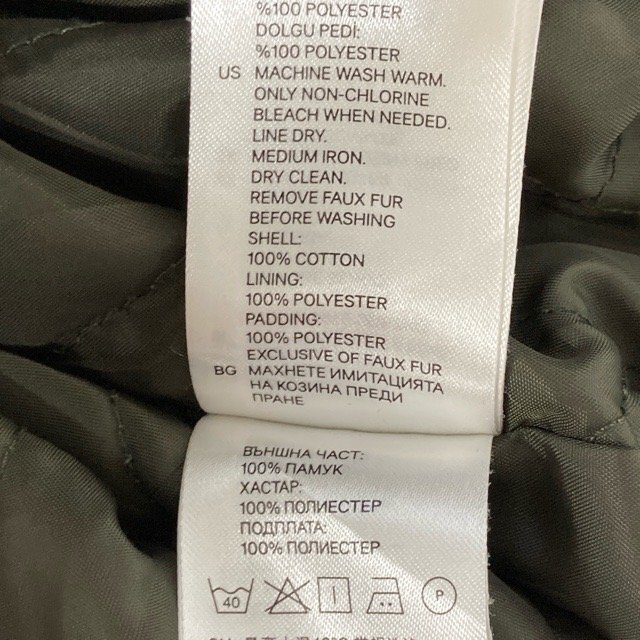 %100 POLYESTER
DOLGU PEDİ:
%100 POLYESTER
US MACHINE WASH WARM.
ONLY NON-CHLORINE
BLEACH WHEN NEEDED.
LINE DRY.
MEDIUM IRON.
DRY CLEAN.
REMOVE FAUX FUR
BEFORE WASHING
SHELL:
100% COTTON
LINING:
100% POLYESTER
PADDING:
100% POLYESTER
EXCLUSIVE OF FAUX FUR
BG МАХНЕТЕ ИМИТАЦИЯТА
НА КОЗИНА ПРЕДИ
ПРАНЕ
ВЪНШНА ЧАСТ:
100% ПАМУК
ХАСТАР:
100% ПОЛИЕСТЕР
ПОДПЛАТА:
100% ПОЛИЕСТЕР
40 P